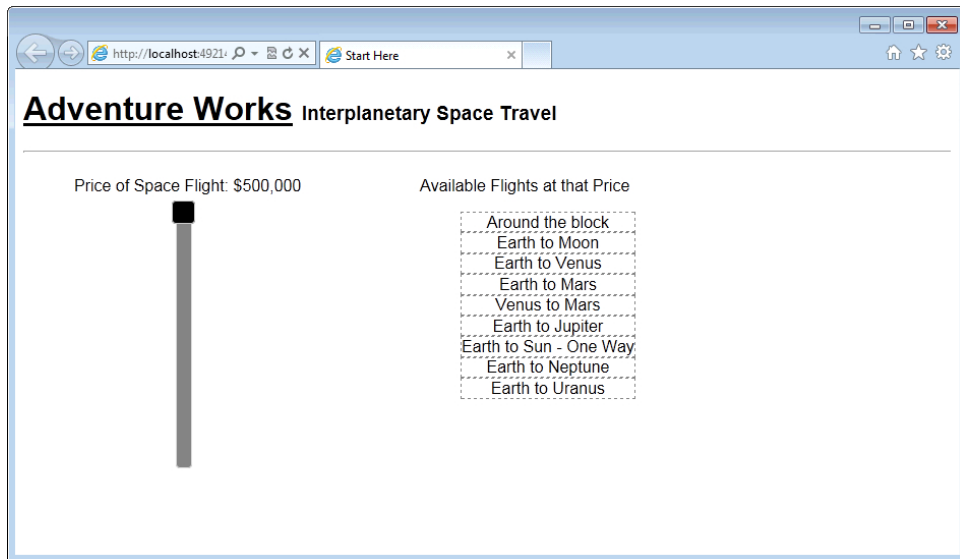 http://localhost:4921
Start Here
Adventure Works Interplanetary Space Travel
Price of Space Flight: $500,000
Available Flights at that Price
Around the block
Earth to Moon
Earth to Venus
Earth to Mars
Venus to Mars
Earth to Jupiter
Earth to Sun - One Way
Earth to Neptune
Earth to Uranus